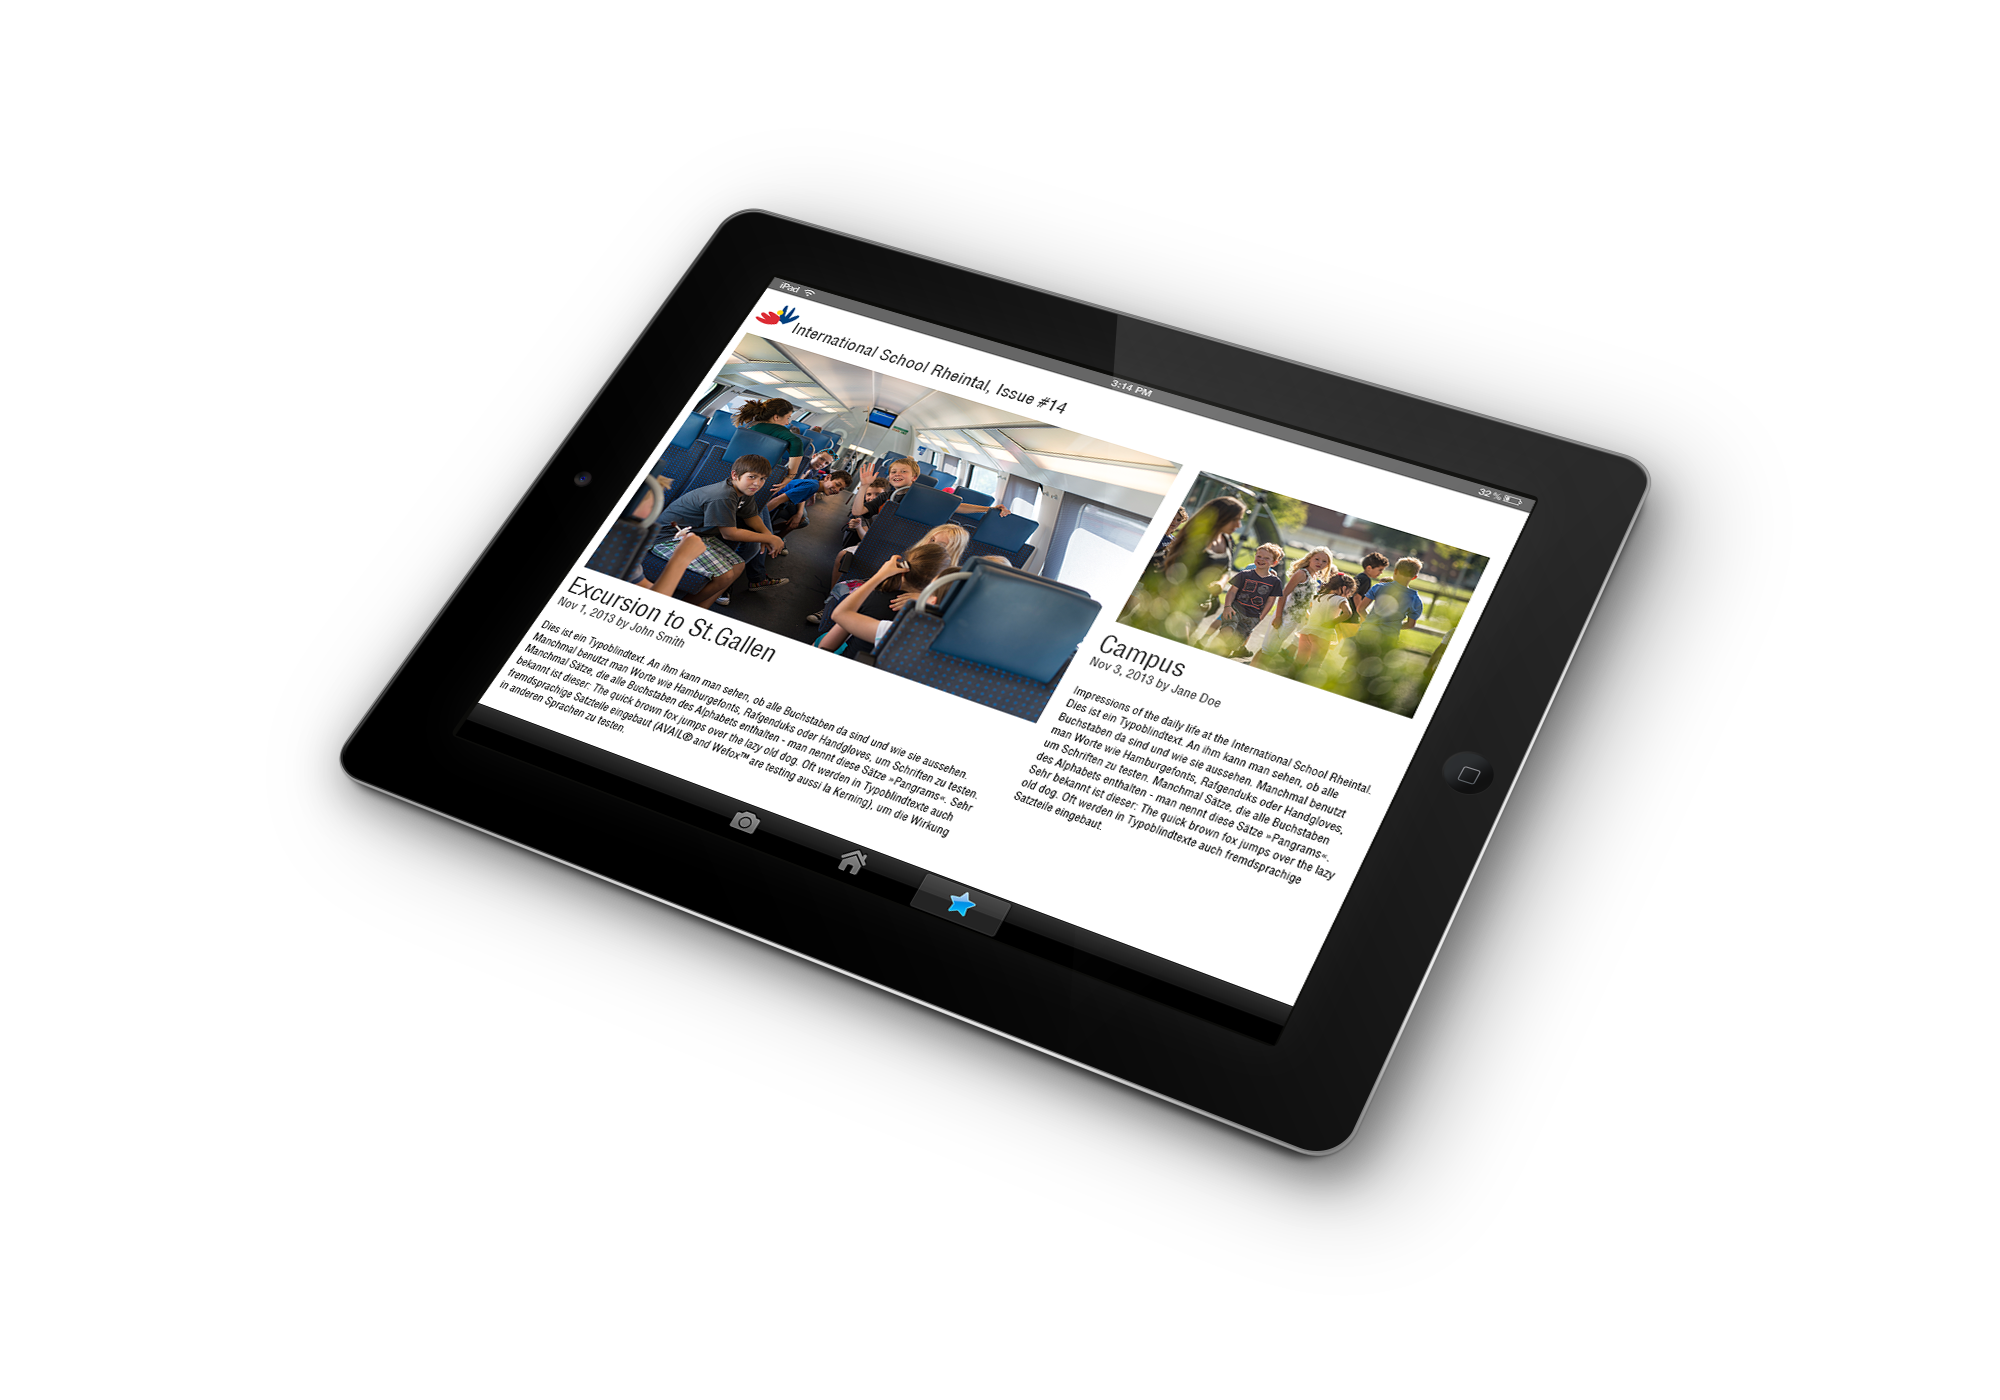 iPad
3:14 PM
32 %
International School Rheintal, Issue #14
Excursion to St.Gallen
Nov 1, 2013 by John Smith
Dies ist ein Typoblindtext. An ihm kann man sehen, ob alle Buchstaben da sind und wie sie aussehen.
Manchmal benutzt man Worte wie Hamburgefonts, Rafgenduks oder Handgloves, um Schriften zu testen.
Manchmal Sätze, die alle Buchstaben des Alphabets enthalten - man nennt diese Sätze »Pangrams«. Sehr
bekannt ist dieser: The quick brown fox jumps over the lazy old dog. Oft werden in Typoblindtexte auch
fremdsprachige Satzteile eingebaut (AVAIL® and Wefox™ are testing aussi la Kerning), um die Wirkung
in anderen Sprachen zu testen.
Campus
Nov 3, 2013 by Jane Doe
Impressions of the daily life at the International School Rheintal.
Dies ist ein Typoblindtext. An ihm kann man sehen, ob alle
Buchstaben da sind und wie sie aussehen. Manchmal benutzt
man Worte wie Hamburgefonts, Rafgenduks oder Handgloves,
um Schriften zu testen. Manchmal Sätze, die alle Buchstaben
des Alphabets enthalten - man nennt diese Sätze »Pangrams«.
Sehr bekannt ist dieser: The quick brown fox jumps over the lazy
old dog. Oft werden in Typoblindtexte auch fremdsprachige
Satzteile eingebaut.